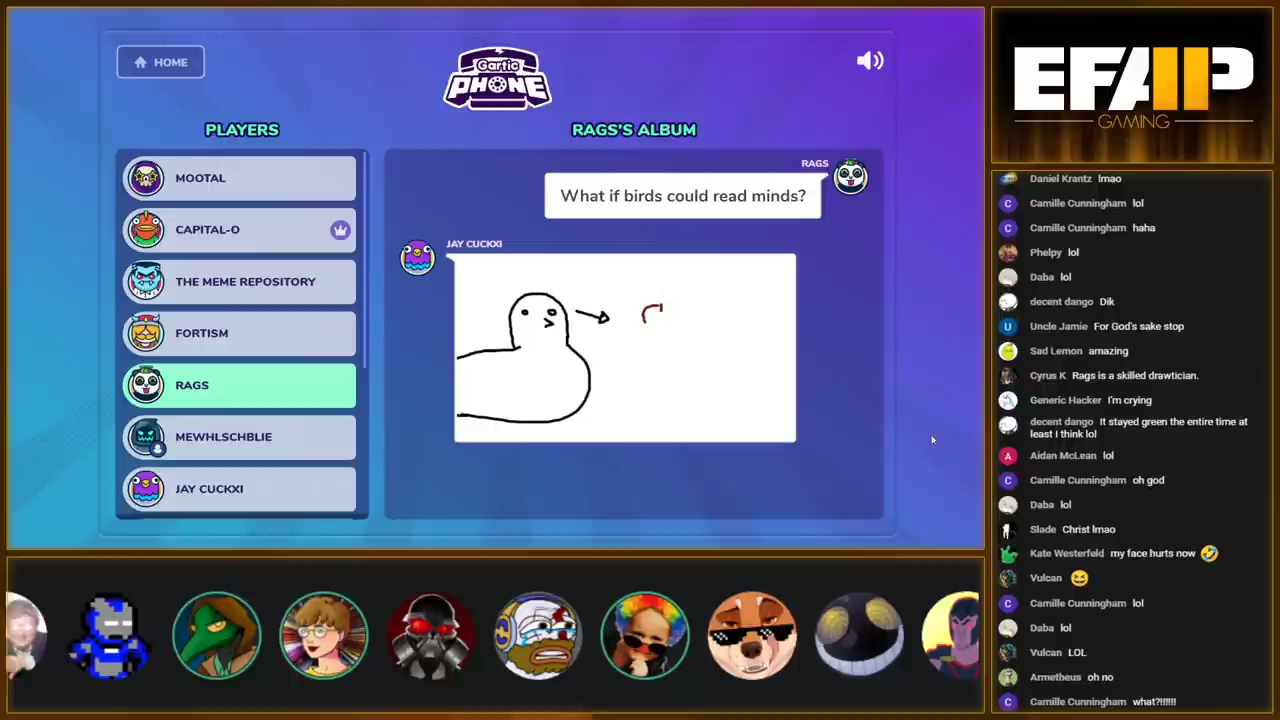 HOME
Gartic
PHONE
PLAYERS
MOOTAL
CAPITAL-O
THE MEME REPOSITORY
FORTISM
RAGS
MEWHLSCHBLIE
JAY CUCKXI
RAGS'S ALBUM
RAGS
What if birds could read minds?
JAY CUCKXI
EFAP
GAMING
Daniel Krantz lmao
C Camille Cunningham lol
C Camille Cunningham haha
Phelpy lol
Daba lol
decent dango Dik
U Uncle Jamie For God's sake stop
Sad Lemon amazing
Cyrus K Rags is a skilled drawtician.
Generic Hacker I'm crying
decent dango It stayed green the entire time at
least I think lol
A Aidan McLean lol
C Camille Cunningham oh god
Daba lol
Slade Christ lmao
Kate Westerfeld my face hurts now 🤣
Vulcan 😆
C Camille Cunningham lol
Daba lol
Vulcan LOL
Armetheus oh no
C Camille Cunningham what?!!!!!!